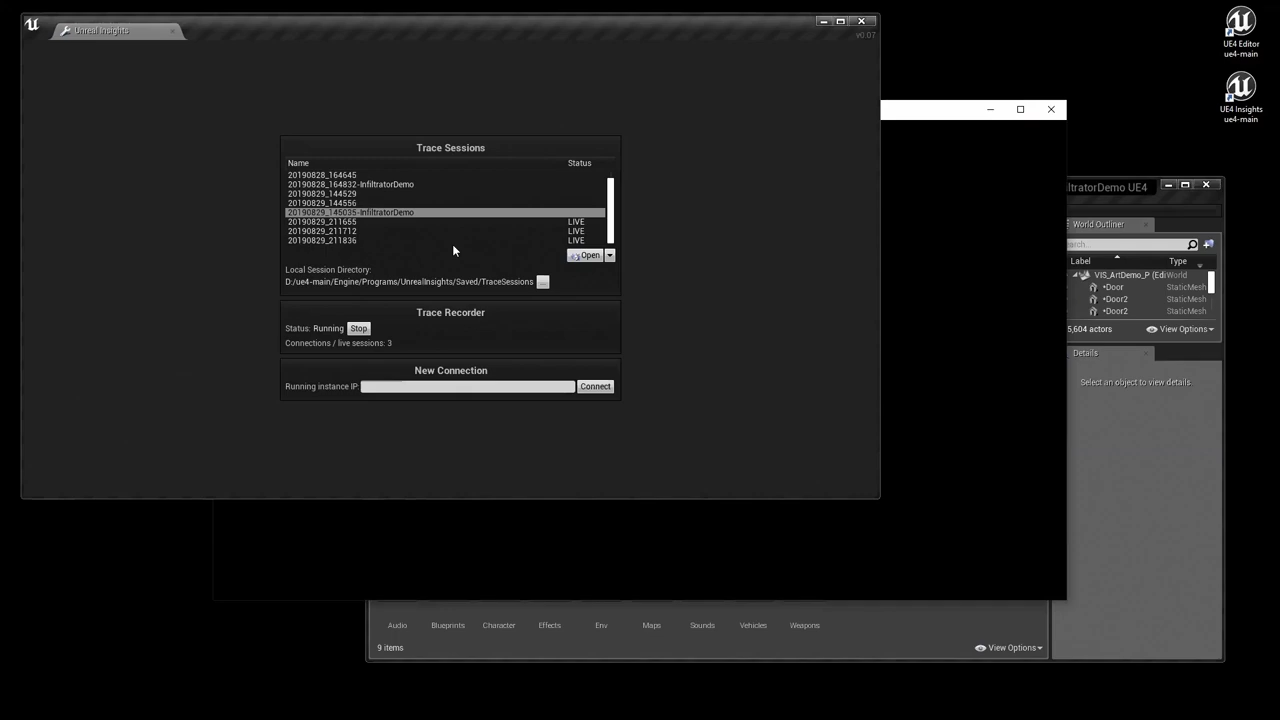 Unreal Insights
v0.07
Trace Sessions
Name Status
20190828_164645
20190828_164832-InfiltratorDemo
20190829_144529
20190829_144556
20190829_145035-InfiltratorDemo
20190829_211655 LIVE
20190829_211712 LIVE
20190829_211836 LIVE
Open
Local Session Directory:
D:/ue4-main/Engine/Programs/UnrealInsights/Saved/TraceSessions ...
Trace Recorder
Status: Running Stop
Connections / live sessions: 3
New Connection
Running instance IP: Connect
UE4 Editor
ue4-main
UE4 Insights
ue4-main
ltratorDemo UE4
World Outliner
earch...
Label Type
VIS_ArtDemo_P (Edi World
Door StaticMesh
Door2 StaticMesh
Door2 StaticMesh
5,604 actors View Options
Details
Select an object to view details.
Audio Blueprints Character Effects Env Maps Sounds Vehicles Weapons
9 items View Options